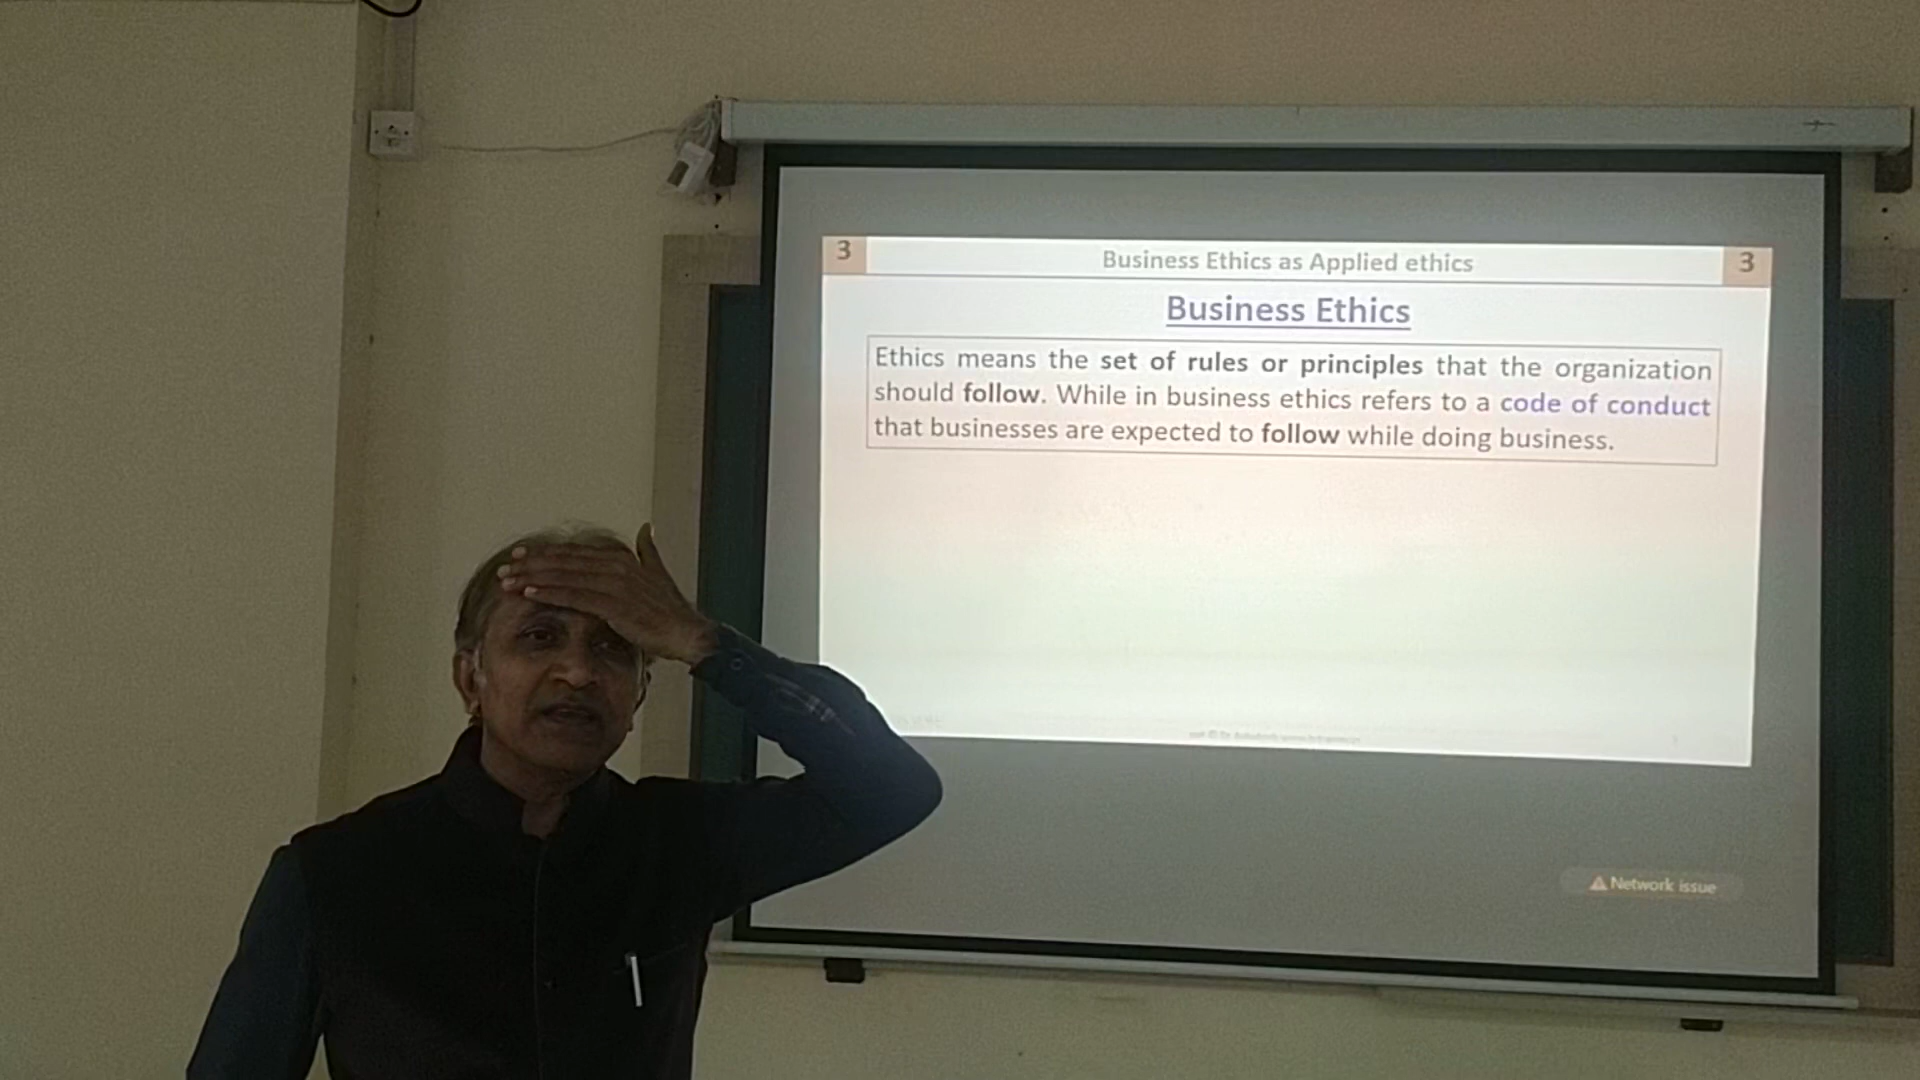 3 Business Ethics as Applied ethics 3
Business Ethics
Ethics means the set of rules or principles that the organization
should follow. While in business ethics refers to a code of conduct
that businesses are expected to follow while doing business.
Network issue